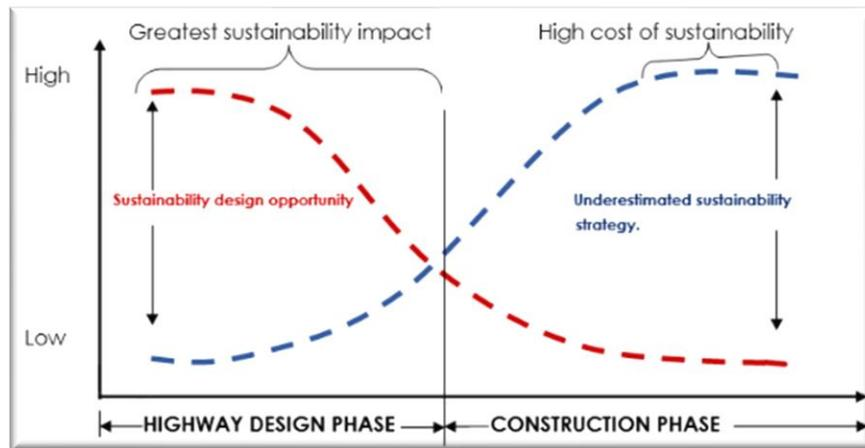 Greatest sustainability impact
High cost of sustainability
High
Sustainability design opportunity
Underestimated sustainability
strategy.
Low
HIGHWAY DESIGN PHASE
CONSTRUCTION PHASE